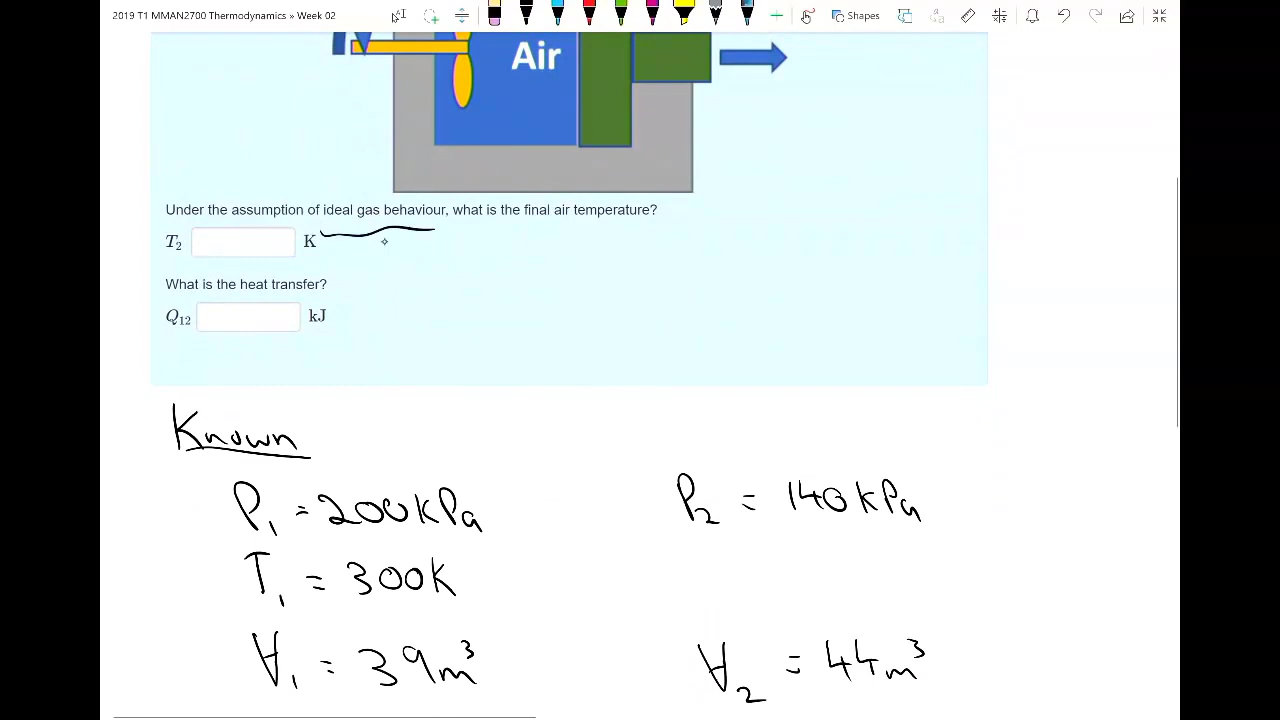 2019 T1 MMAN2700 Thermodynamics » Week 02
Shapes
Air
Under the assumption of ideal gas behaviour, what is the final air temperature?
T2 K
What is the heat transfer?
Q12 kJ
Known
P1 = 200kPa P2 = 140kPa
T1 = 300K
V1 = 39m³ V2 = 44m³